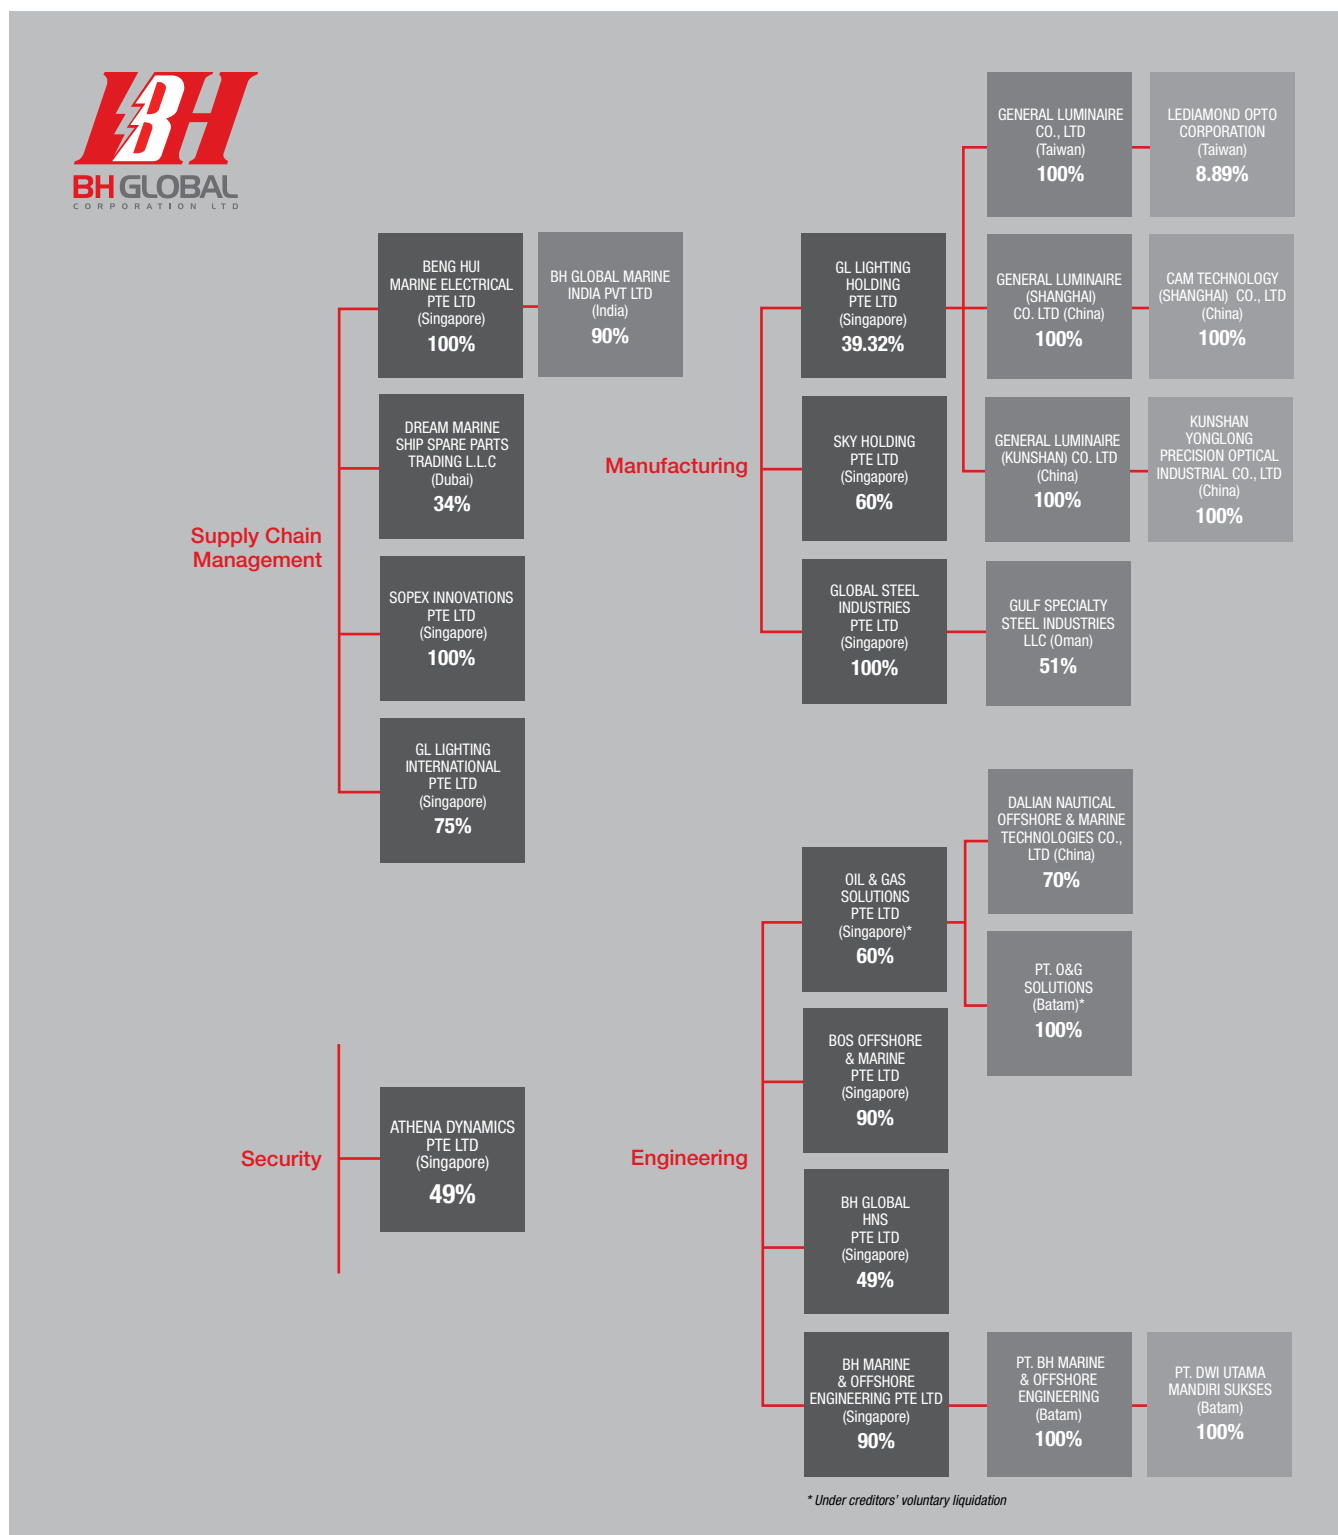 BH
BH GLOBAL
CORPORATION LTD
Supply Chain
Management
BENG HUI
MARINE ELECTRICAL
PTE LTD
(Singapore)
100%
BH GLOBAL MARINE
INDIA PVT LTD
(India)
90%
DREAM MARINE
SHIP SPARE PARTS
TRADING L.L.C
(Dubai)
34%
SOPEX INNOVATIONS
PTE LTD
(Singapore)
100%
GL LIGHTING
INTERNATIONAL
PTE LTD
(Singapore)
75%
Manufacturing
GL LIGHTING
HOLDING
PTE LTD
(Singapore)
39.32%
GENERAL LUMINAIRE
CO., LTD
(Taiwan)
100%
LEDIAMOND OPTO
CORPORATION
(Taiwan)
8.89%
GENERAL LUMINAIRE
(SHANGHAI)
CO. LTD (China)
100%
CAM TECHNOLOGY
(SHANGHAI) CO., LTD
(China)
100%
GENERAL LUMINAIRE
(KUNSHAN) CO. LTD
(China)
100%
KUNSHAN
YONGLONG
PRECISION OPTICAL
INDUSTRIAL CO., LTD
(China)
100%
SKY HOLDING
PTE LTD
(Singapore)
60%
GLOBAL STEEL
INDUSTRIES
PTE LTD
(Singapore)
100%
GULF SPECIALTY
STEEL INDUSTRIES
LLC (Oman)
51%
Security
ATHENA DYNAMICS
PTE LTD
(Singapore)
49%
Engineering
OIL & GAS
SOLUTIONS
PTE LTD
(Singapore)*
60%
DALIAN NAUTICAL
OFFSHORE & MARINE
TECHNOLOGIES CO.,
LTD (China)
70%
PT. O&G
SOLUTIONS
(Batam)*
100%
BOS OFFSHORE
& MARINE
PTE LTD
(Singapore)
90%
BH GLOBAL
HNS
PTE LTD
(Singapore)
49%
BH MARINE
& OFFSHORE
ENGINEERING PTE LTD
(Singapore)
90%
PT. BH MARINE
& OFFSHORE
ENGINEERING
(Batam)
100%
PT. DWI UTAMA
MANDIRI SUKSES
(Batam)
100%
* Under creditors' voluntary liquidation